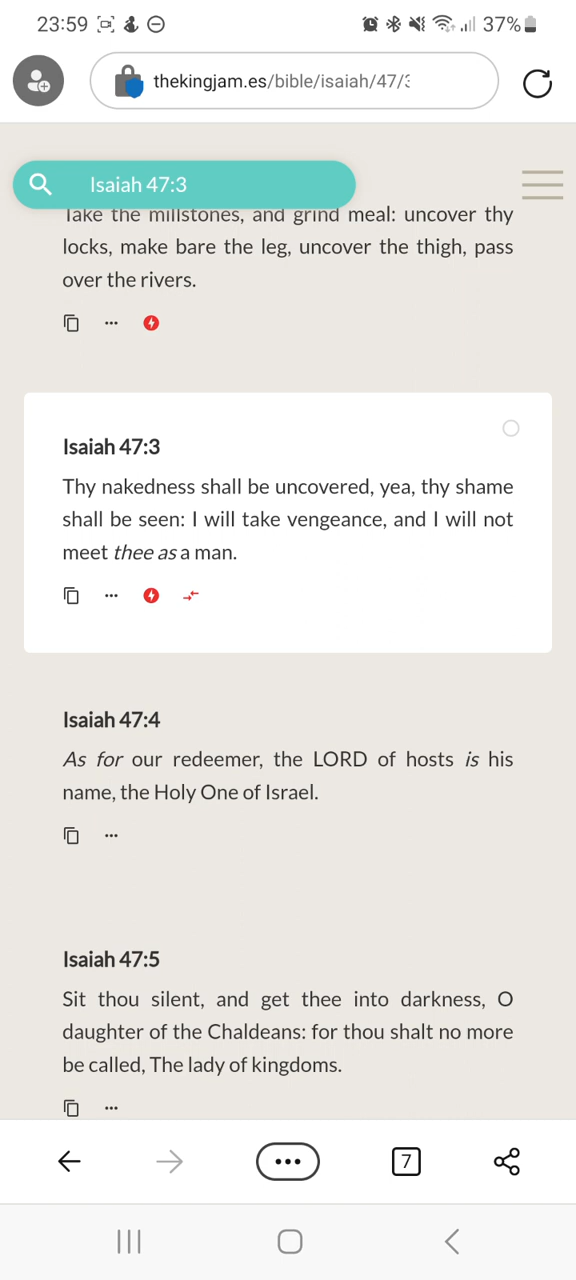 23:59
37%
thekingjam.es/bible/isaiah/47/3
Isaiah 47:3
Take the millstones, and grind meal: uncover thy
locks, make bare the leg, uncover the thigh, pass
over the rivers.
Isaiah 47:3
Thy nakedness shall be uncovered, yea, thy shame
shall be seen: I will take vengeance, and I will not
meet thee as a man.
Isaiah 47:4
As for our redeemer, the LORD of hosts is his
name, the Holy One of Israel.
Isaiah 47:5
Sit thou silent, and get thee into darkness, O
daughter of the Chaldeans: for thou shalt no more
be called, The lady of kingdoms.
7